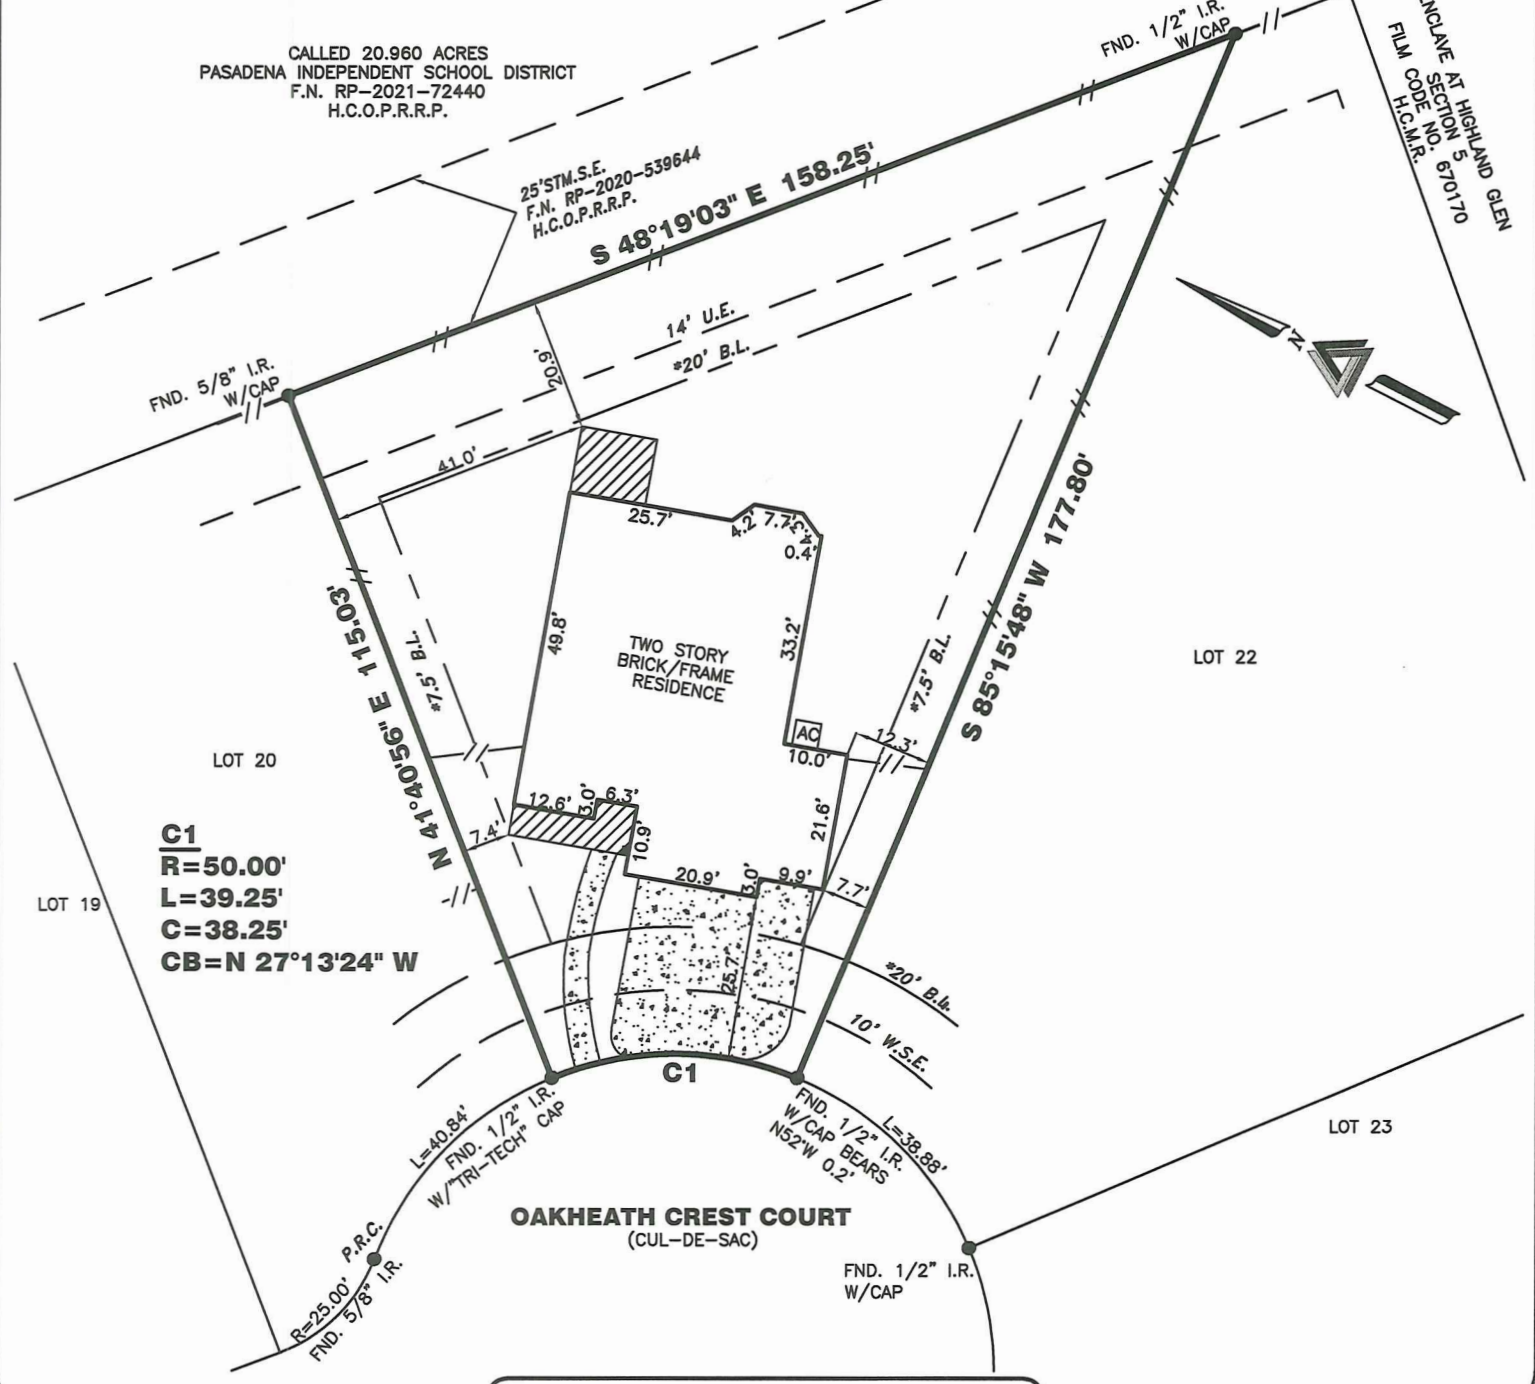 CALLED 20.960 ACRES
PASADENA INDEPENDENT SCHOOL DISTRICT
F.N. RP-2021-72440
H.C.O.P.R.R.P.
FND. 1/2" I.R.
W/CAP
ENCLAVE AT HIGHLAND GLEN
SECTION 5
FILM CODE NO. 670170
H.C.M.R.
25'STM.S.E.
F.N. RP-2020-539644
H.C.O.P.R.R.P.
S 48°19'03" E 158.25'
FND. 5/8" I.R.
W/CAP
20.9'
14' U.E.
*20' B.L.
N
41.0'
25.7'
4.2'
7.7'
0.4'
49.8'
33.2'
TWO STORY
BRICK/FRAME
RESIDENCE
N 41°40'56" E 115.03'
*7.5' B.L.
*7.5' B.L.
S 85°15'48" W 177.80'
LOT 22
LOT 20
AC
10.0'
12.3'
12.6'
3.0'
6.3'
10.9'
21.6'
7.4'
20.9'
3.0'
9.9'
7.7'
C1
R=50.00'
L=39.25'
C=38.25'
CB=N 27°13'24" W
LOT 19
25.7'
*20' B.L.
10' W.S.E.
C1
L=40.84'
FND. 1/2" I.R.
W/"TRI-TECH" CAP
FND. 1/2" I.R.
W/CAP BEARS
N52°W 0.2'
L=38.88'
LOT 23
OAKHEATH CREST COURT
(CUL-DE-SAC)
P.R.C.
R=25.00'
FND. 5/8" I.R.
FND. 1/2" I.R.
W/CAP